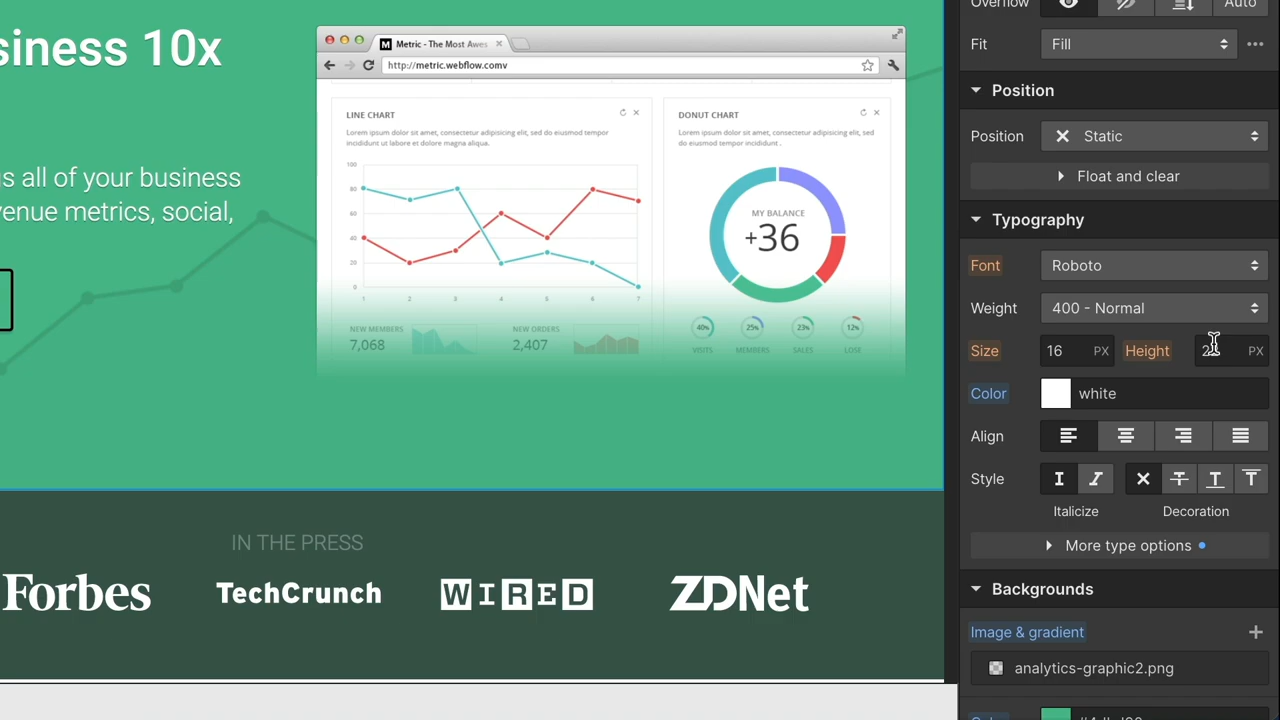 siness 10x
s all of your business
venue metrics, social,
M Metric - The Most Awes
http://metric.webflow.comv
LINE CHART
Lorem ipsum dolor sit amet, consectetur adipisicing elit, sed do eiusmod tempor
incididunt ut labore et dolore magna aliqua.
100
80
60
40
20
0
1 2 3 4 5 6 7
NEW MEMBERS
7,068
NEW ORDERS
2,407
DONUT CHART
Lorem ipsum dolor sit amet, consectetur adipisicing elit, sed
do eiusmod tempor incididunt .
MY BALANCE
+36
40% 25% 23% 12%
VISITS MEMBERS SALES LOSE
IN THE PRESS
Forbes TechCrunch WIRED ZDNet
Overflow Auto
Fit Fill
Position
Position Static
Float and clear
Typography
Font Roboto
Weight 400 - Normal
Size 16 PX Height PX
Color white
Align
Style
Italicize Decoration
More type options
Backgrounds
Image & gradient
analytics-graphic2.png